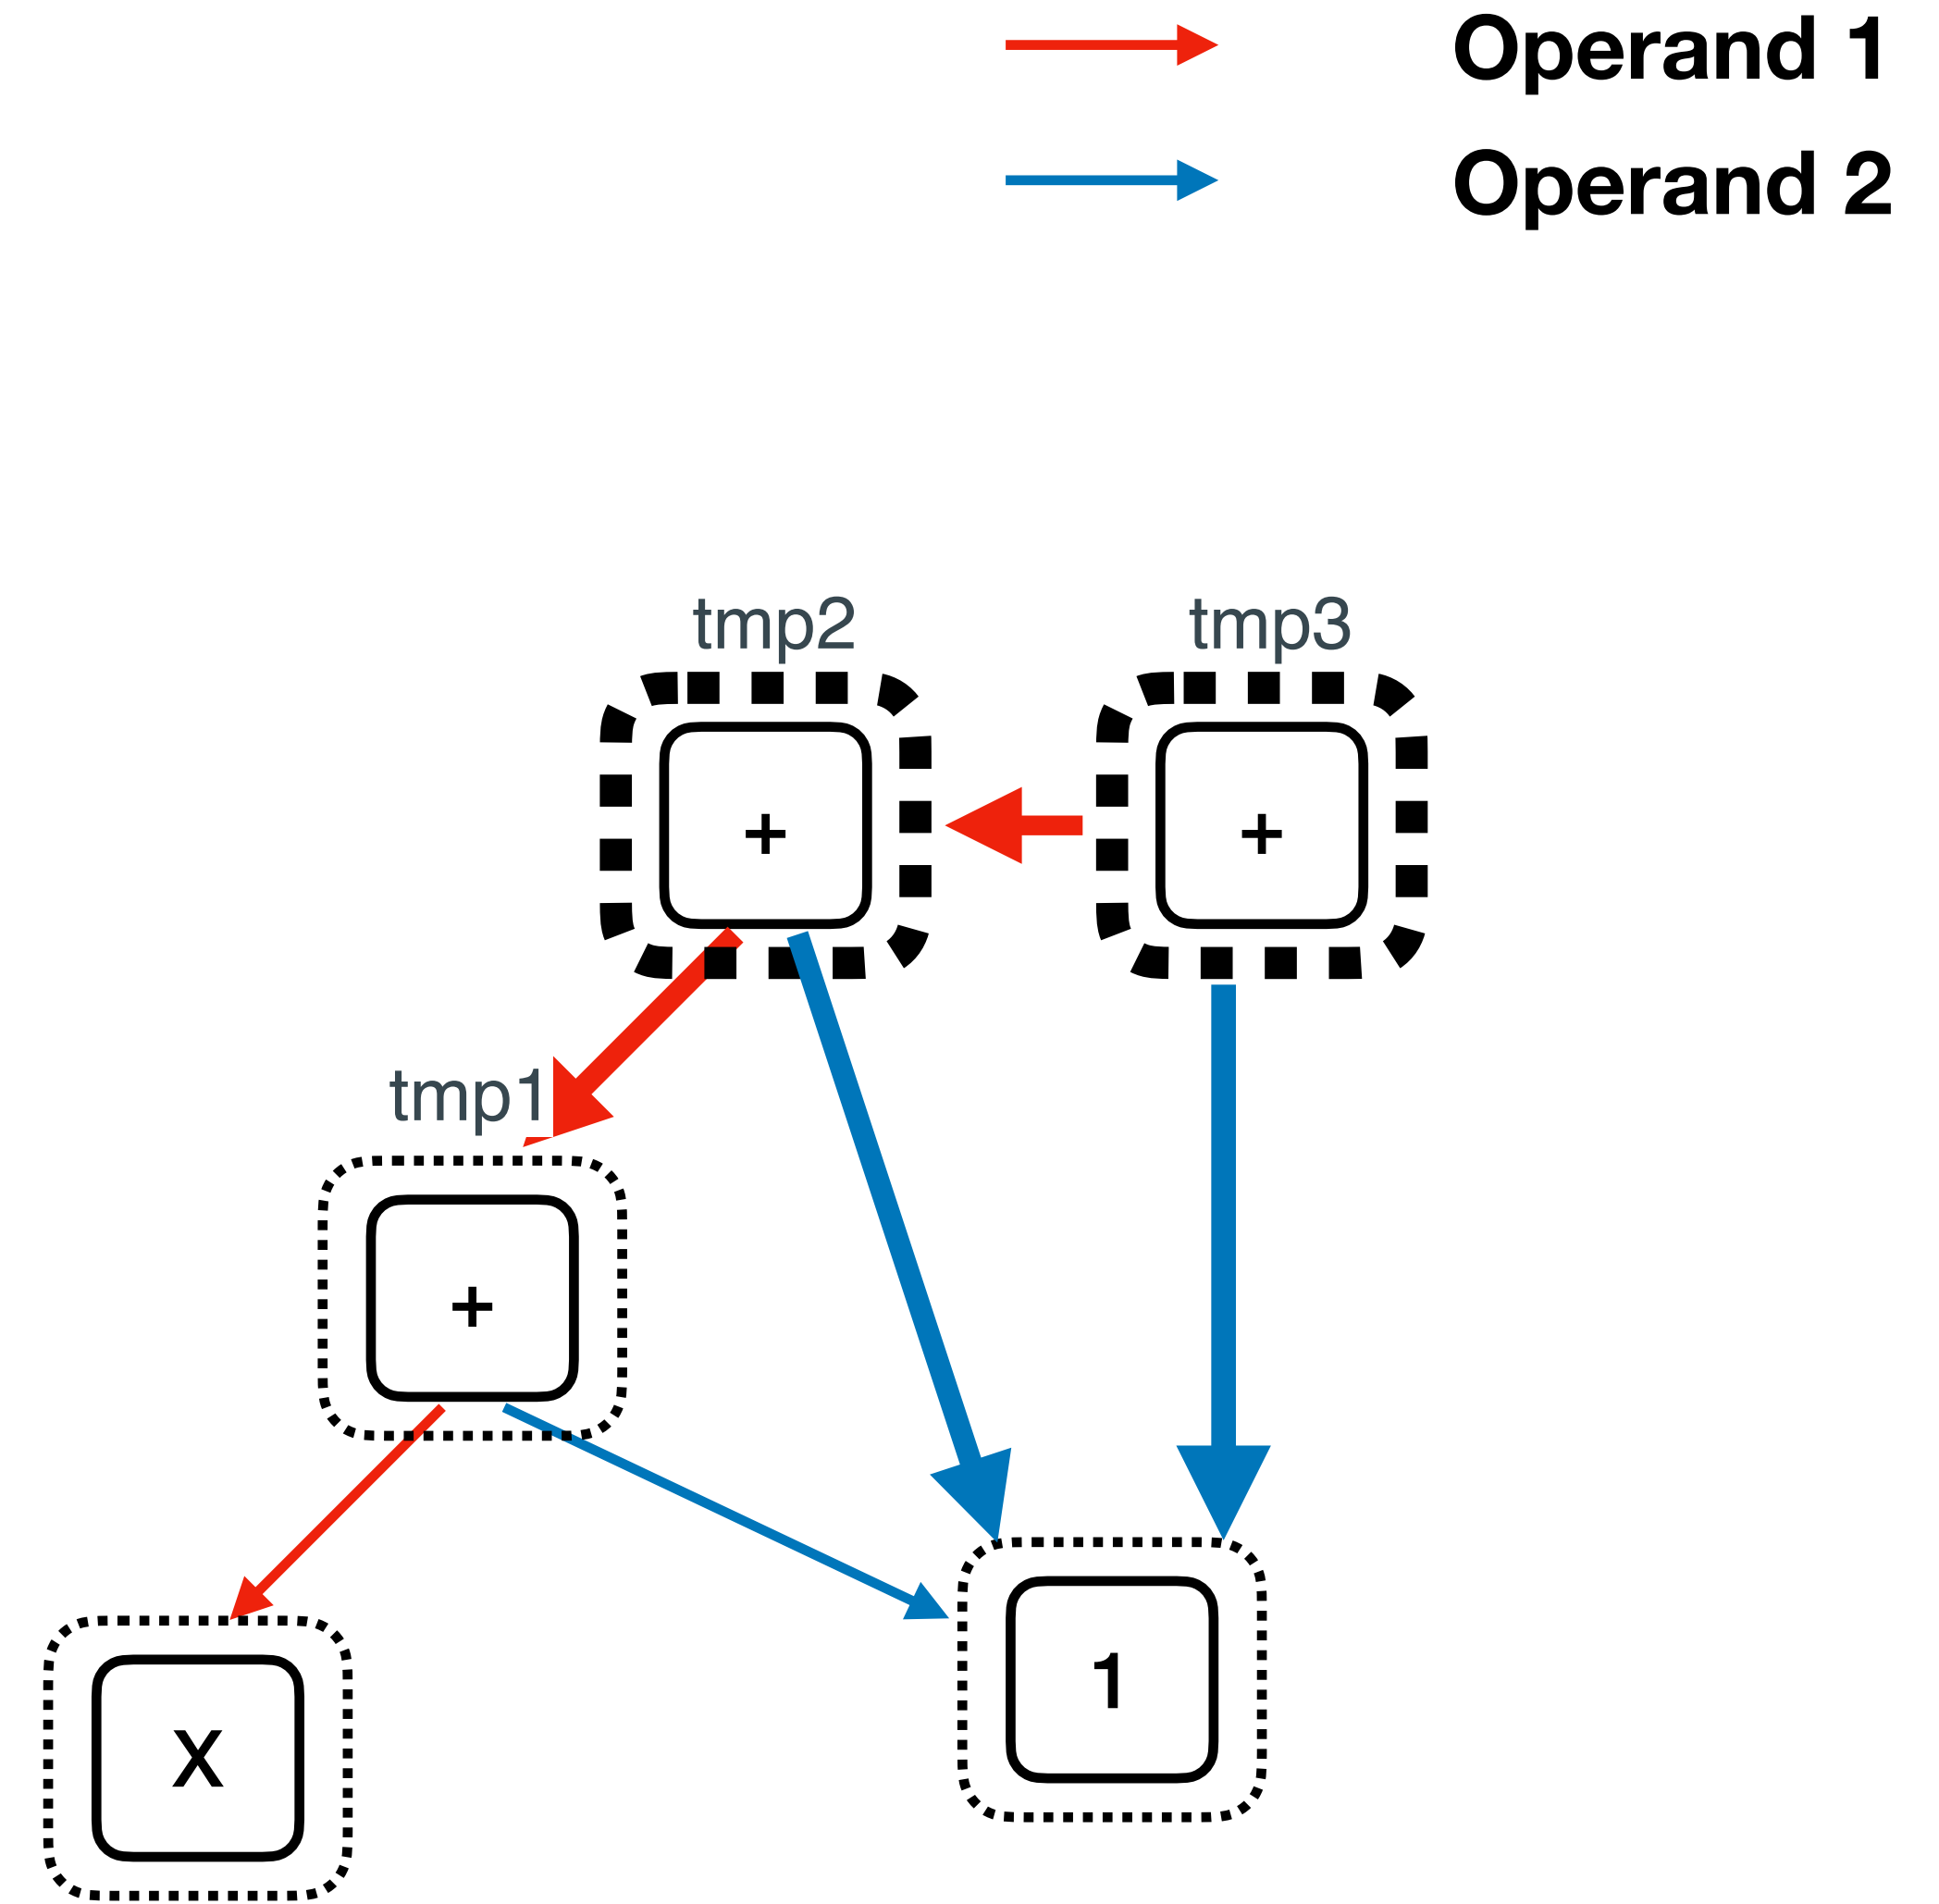 Operand 1
Operand 2
tmp2
tmp3
+
+
tmp1
+
1
X